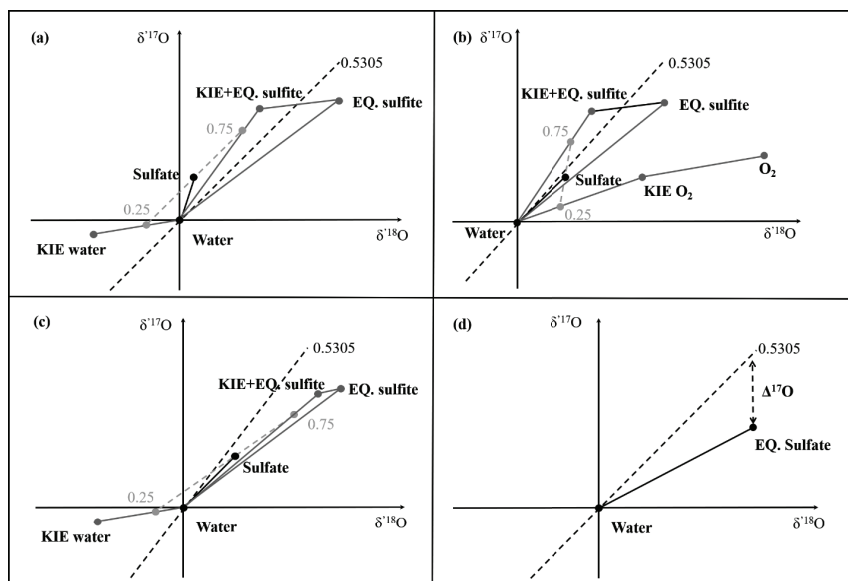 (a)
δ'17O
0.5305
KIE+EQ. sulfite
EQ. sulfite
0.75
Sulfate
0.25
KIE water
Water
δ'18O
(b)
δ'17O
0.5305
KIE+EQ. sulfite
EQ. sulfite
0.75
Sulfate
O2
KIE O2
0.25
Water
δ'18O
(c)
δ'17O
0.5305
KIE+EQ. sulfite
EQ. sulfite
0.75
Sulfate
0.25
KIE water
Water
δ'18O
(d)
δ'17O
0.5305
Δ17O
EQ. Sulfate
Water
δ'18O